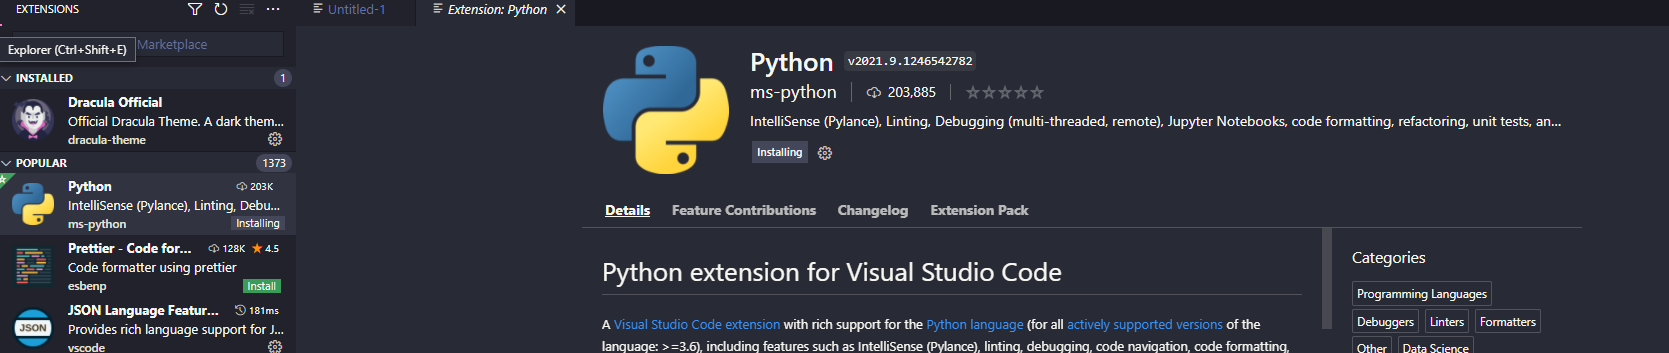 EXTENSIONS
Marketplace
Explorer (Ctrl+Shift+E)
INSTALLED 1
Dracula Official
Official Dracula Theme. A dark them...
dracula-theme
POPULAR 1373
Python 203K
IntelliSense (Pylance), Linting, Debu...
ms-python Installing
Prettier - Code for... 128K 4.5
Code formatter using prettier
esbenp Install
JSON Language Featur... 181ms
JSON
Provides rich language support for J...
vscode
Untitled-1
Extension: Python
Python v2021.9.1246542782
ms-python 203,885
IntelliSense (Pylance), Linting, Debugging (multi-threaded, remote), Jupyter Notebooks, code formatting, refactoring, unit tests, an...
Installing
Details Feature Contributions Changelog Extension Pack
Python extension for Visual Studio Code
A Visual Studio Code extension with rich support for the Python language (for all actively supported versions of the
language: >=3.6), including features such as IntelliSense (Pylance), linting, debugging, code navigation, code formatting,
Categories
Programming Languages
Debuggers Linters Formatters
Other Data Science